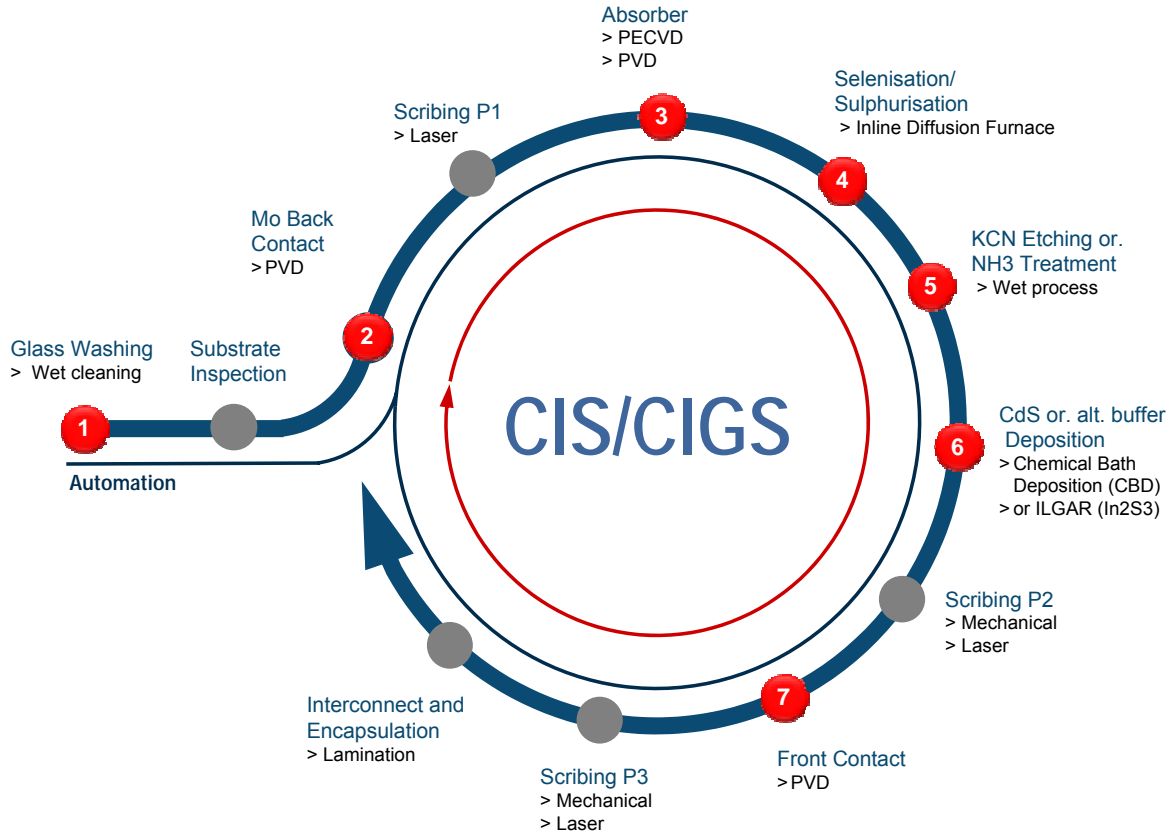 Absorber
> PECVD
> PVD
Selenisation/
Sulphurisation
> Inline Diffusion Furnace
Scribing P1
> Laser
3
4
Mo Back
Contact
> PVD
KCN Etching or.
NH3 Treatment
> Wet process
5
2
Glass Washing
> Wet cleaning
Substrate
Inspection
1
Automation
CIS/CIGS
CdS or. alt. buffer
Deposition
> Chemical Bath
Deposition (CBD)
> or ILGAR (In2S3)
6
Scribing P2
> Mechanical
> Laser
7
Interconnect and
Encapsulation
> Lamination
Front Contact
> PVD
Scribing P3
> Mechanical
> Laser